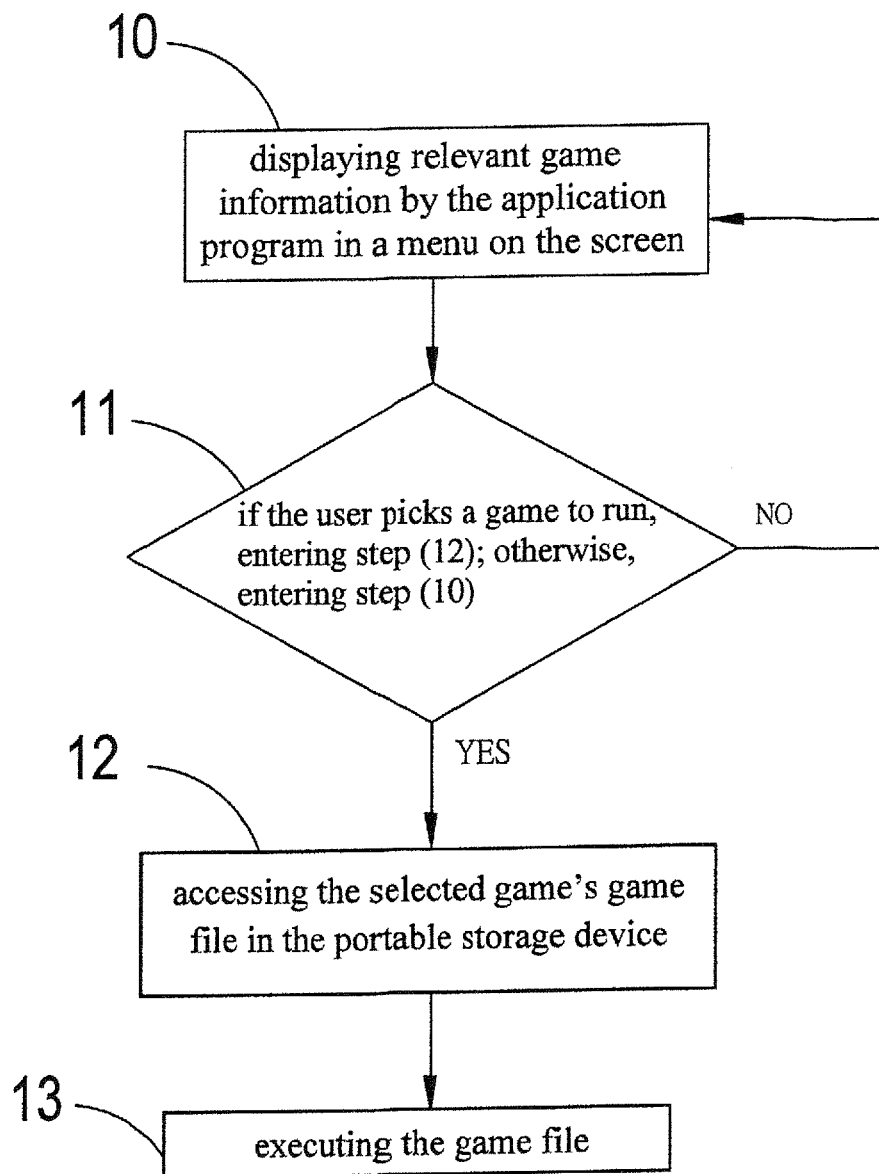 10
displaying relevant game
information by the application
program in a menu on the screen
11
if the user picks a game to run,
entering step (12); otherwise,
entering step (10)
NO
YES
12
accessing the selected game’s game
file in the portable storage device
13
executing the game file